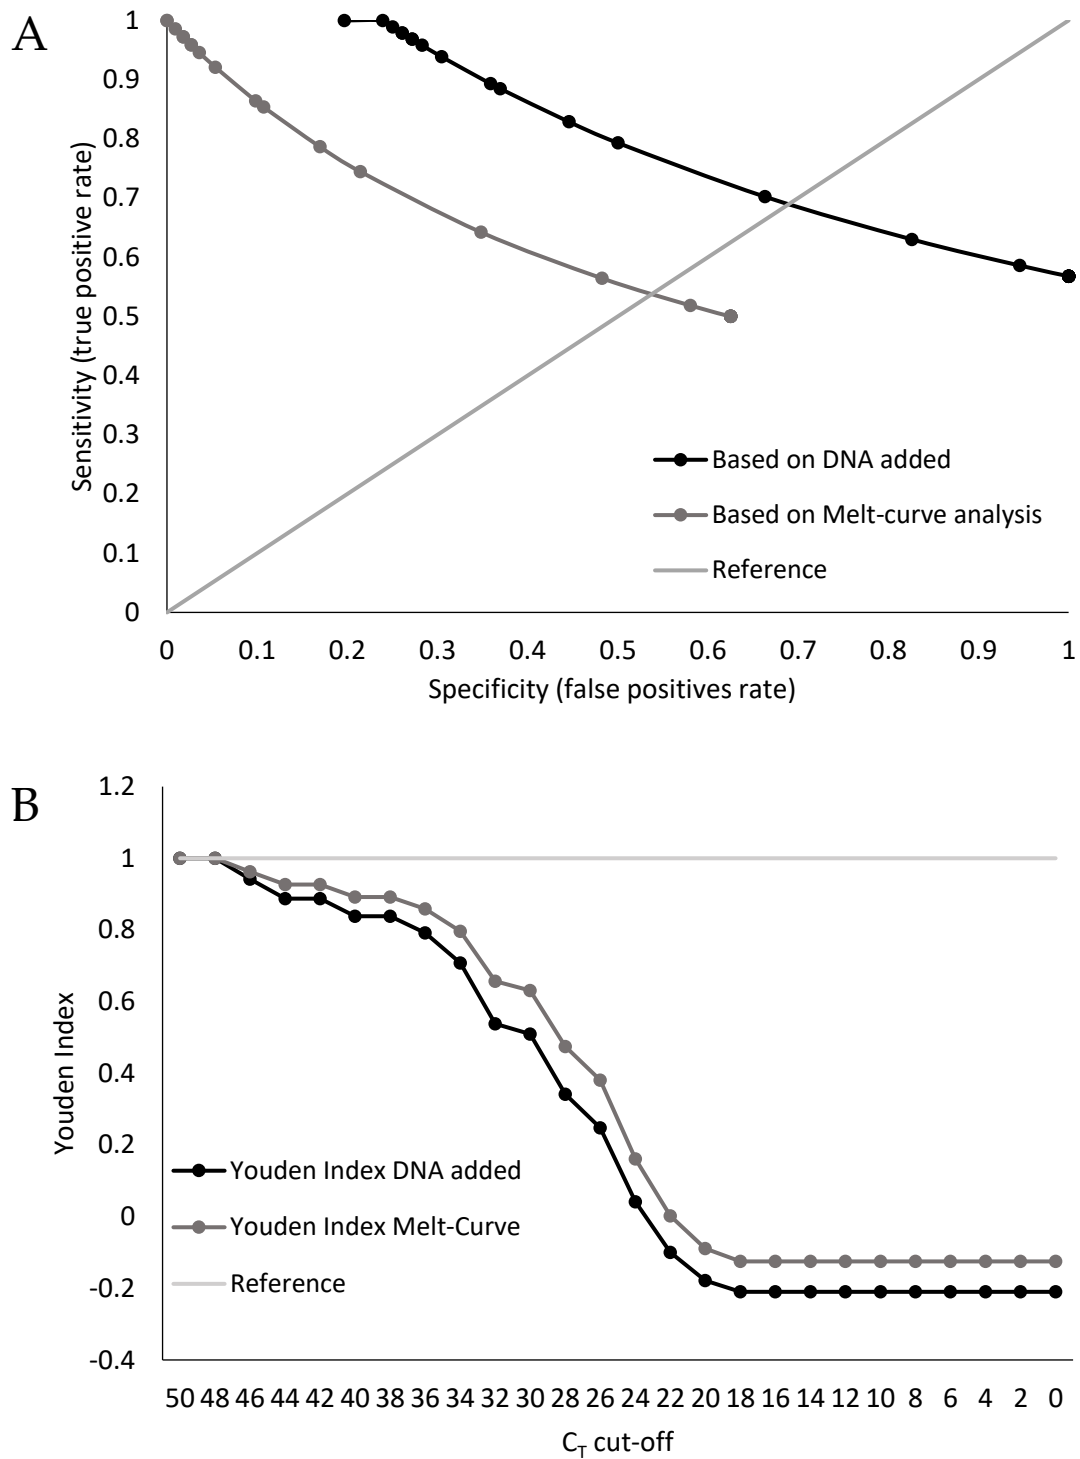 A
1
0.9
0.8
0.7
0.6
0.5
0.4
0.3
0.2
0.1
0
Sensitivity (true positive rate)
Based on DNA added
Based on Melt-curve analysis
Reference
0 0.1 0.2 0.3 0.4 0.5 0.6 0.7 0.8 0.9 1
Specificity (false positives rate)
B
1.2
1
0.8
0.6
0.4
0.2
0
-0.2
-0.4
Youden Index
Youden Index DNA added
Youden Index Melt-Curve
Reference
50 48 46 44 42 40 38 36 34 32 30 28 26 24 22 20 18 16 14 12 10 8 6 4 2 0
C_T cut-off